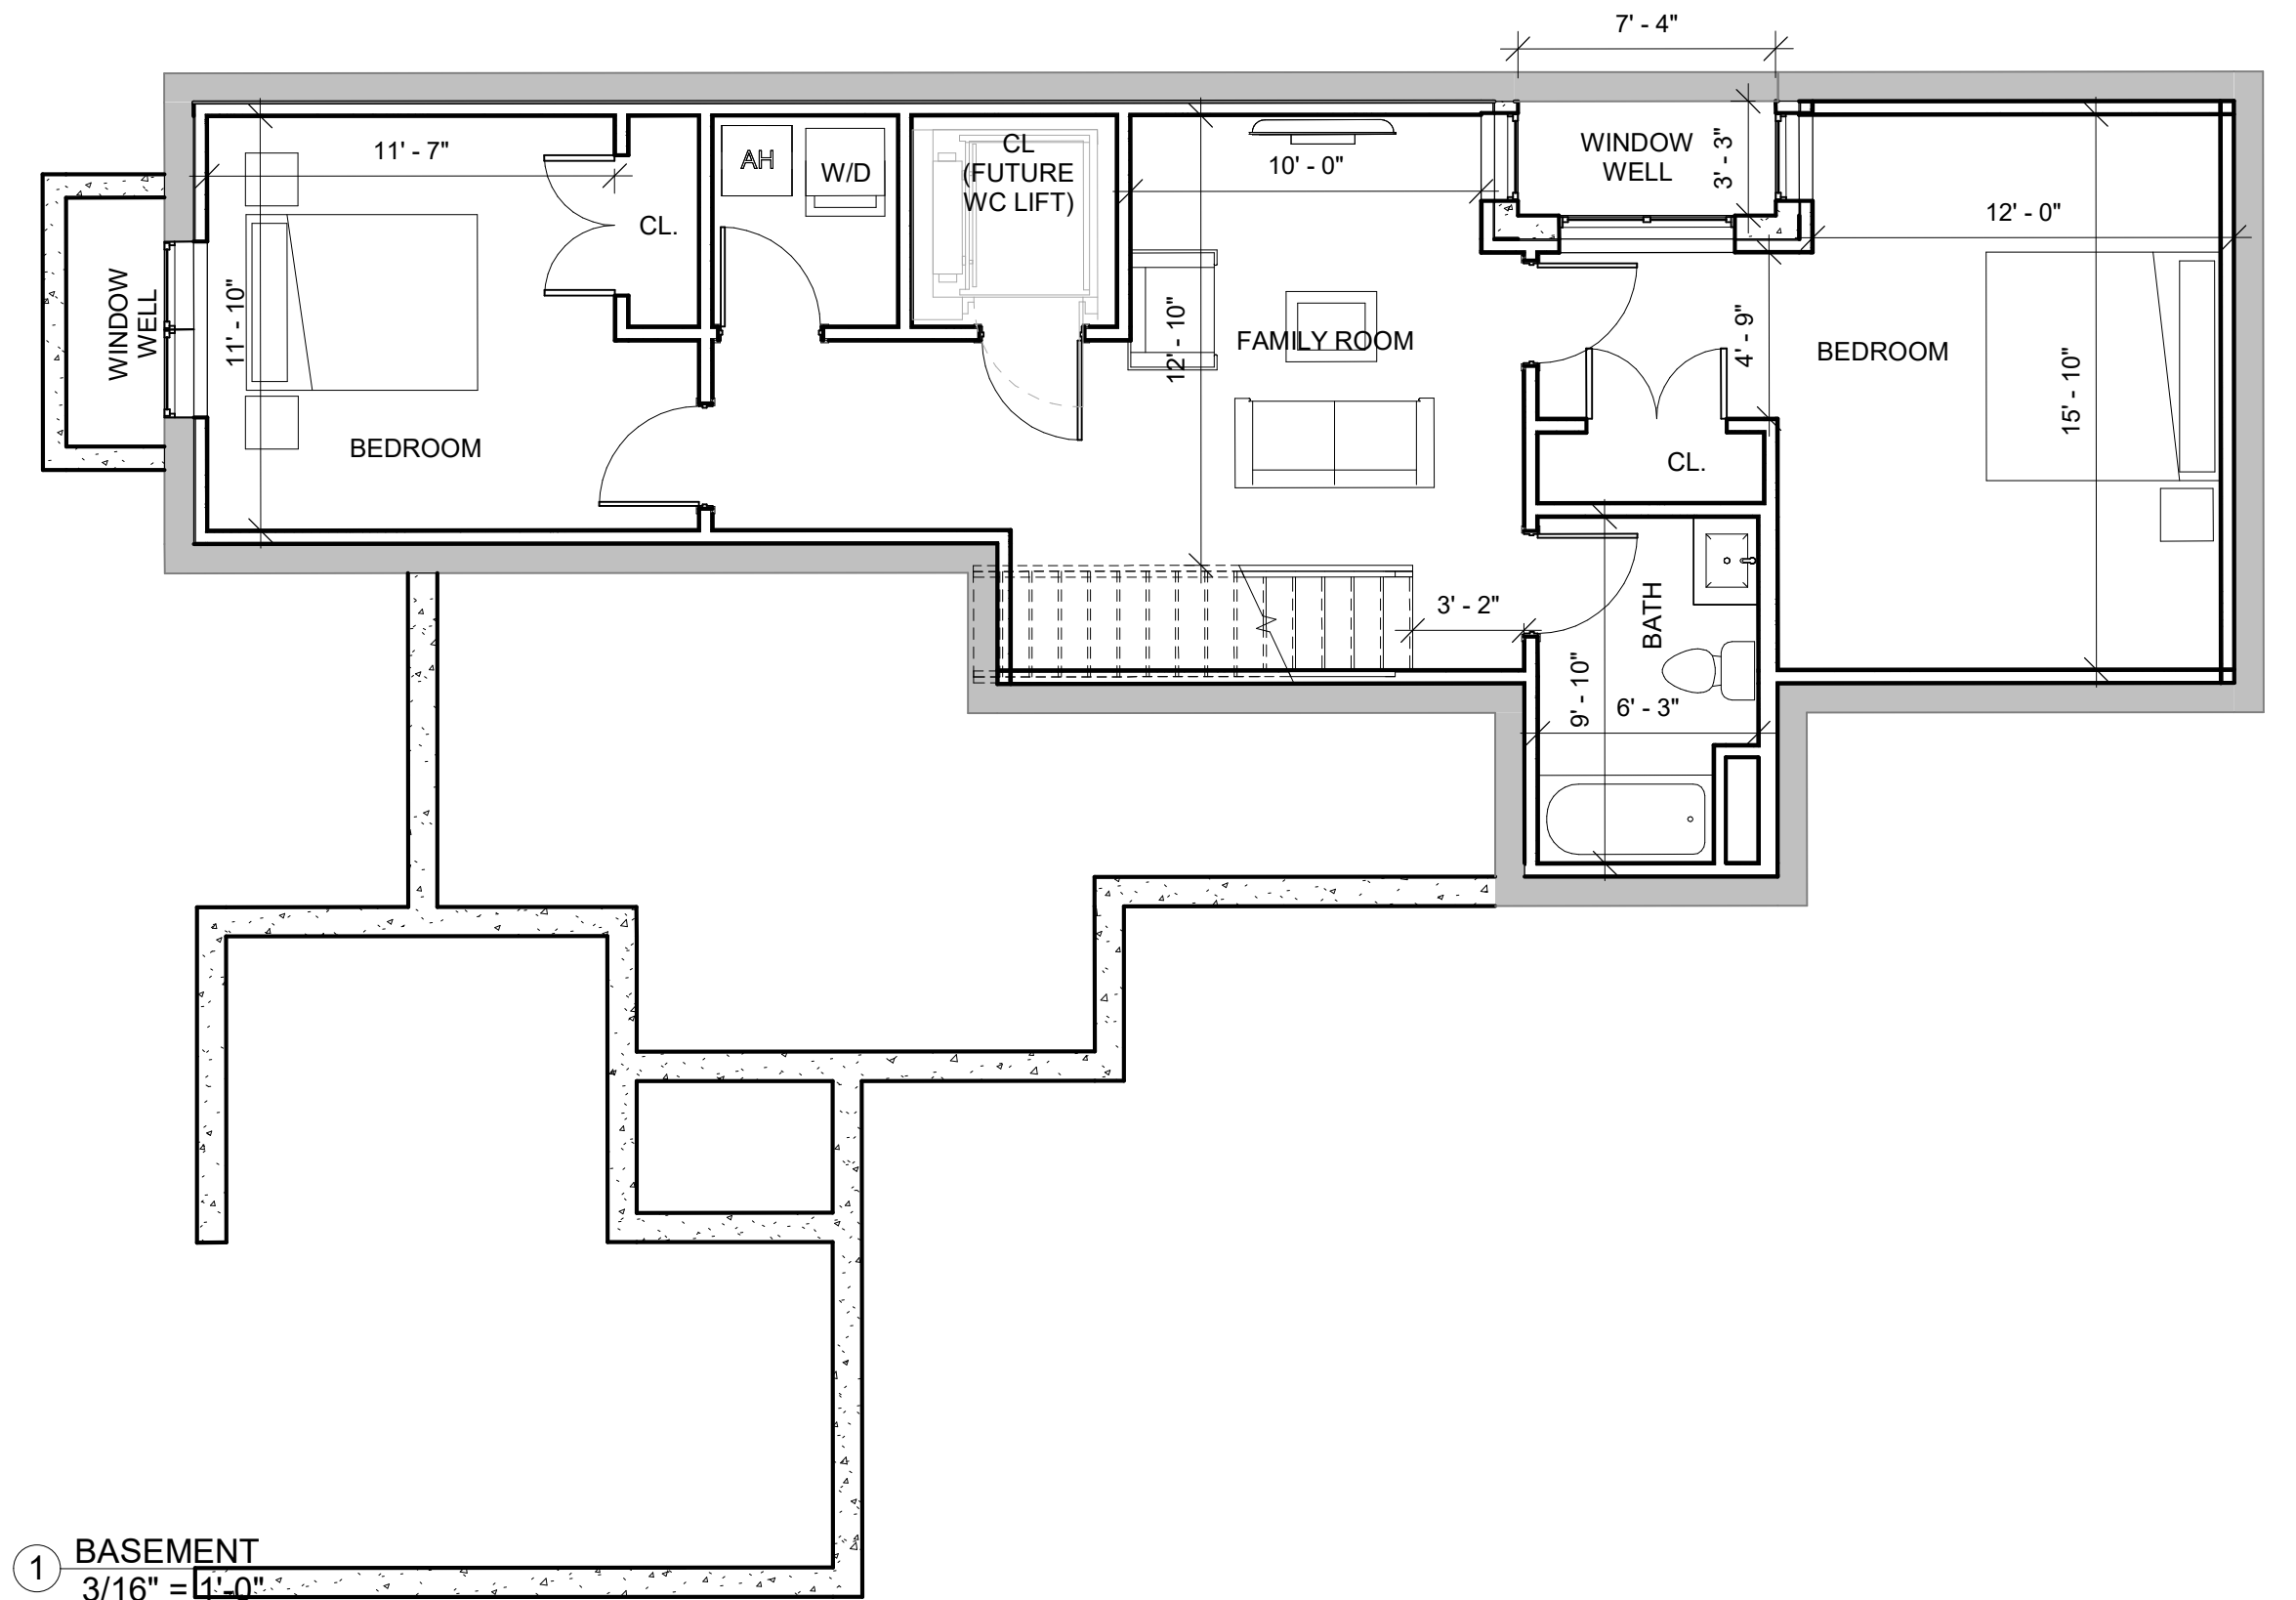 7' - 4"
11' - 7"
AH
W/D
CL
(FUTURE
WC LIFT)
10' - 0"
WINDOW
WELL
3' - 3"
12' - 0"
CL.
WINDOW
WELL
11' - 10"
12' - 10"
FAMILY ROOM
4' - 9"
BEDROOM
15' - 10"
BEDROOM
CL.
3' - 2"
BATH
9' - 10"
6' - 3"
1
BASEMENT
3/16" = 1'-0"